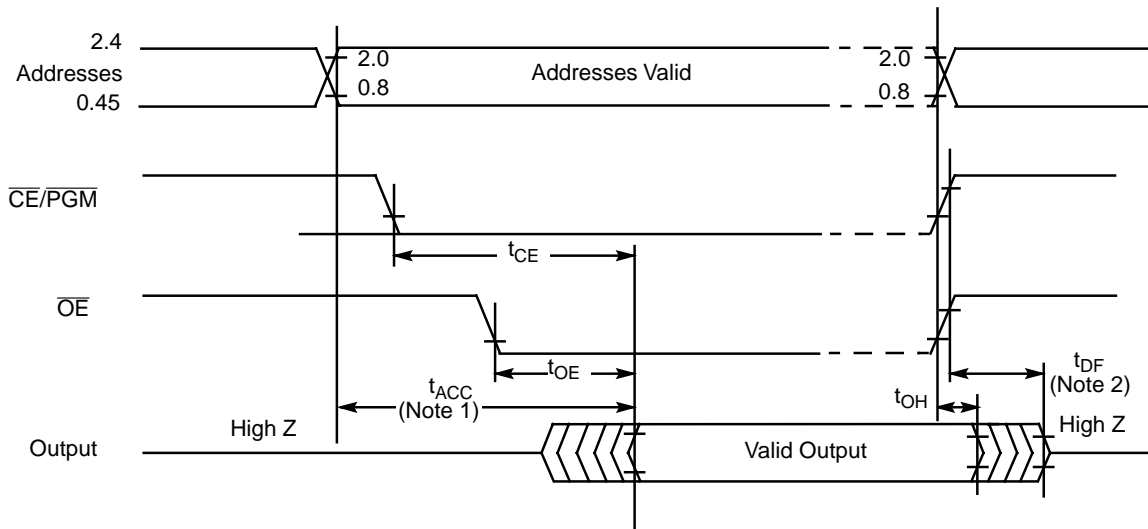 2.4
Addresses
0.45
2.0
0.8
Addresses Valid
2.0
0.8
CE/PGM
tCE
OE
tOE
tACC
(Note 1)
tDF
(Note 2)
tOH
Output
High Z
Valid Output
High Z